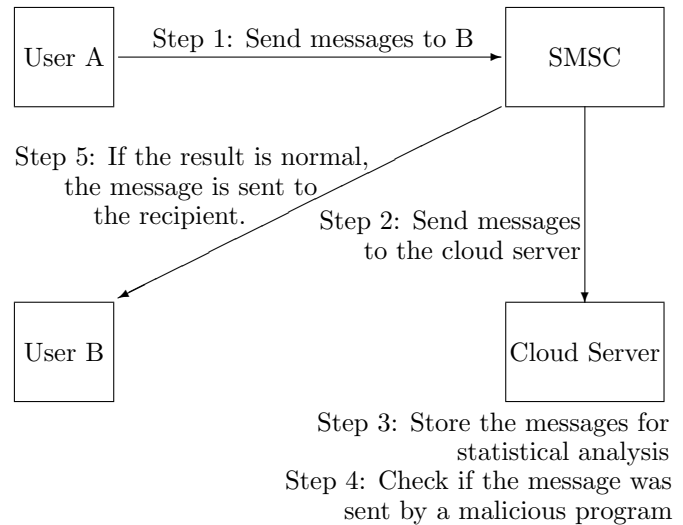 User A
Step 1: Send messages to B
SMSC
Step 5: If the result is normal,
the message is sent to
the recipient.
Step 2: Send messages
to the cloud server
User B
Cloud Server
Step 3: Store the messages for
statistical analysis
Step 4: Check if the message was
sent by a malicious program